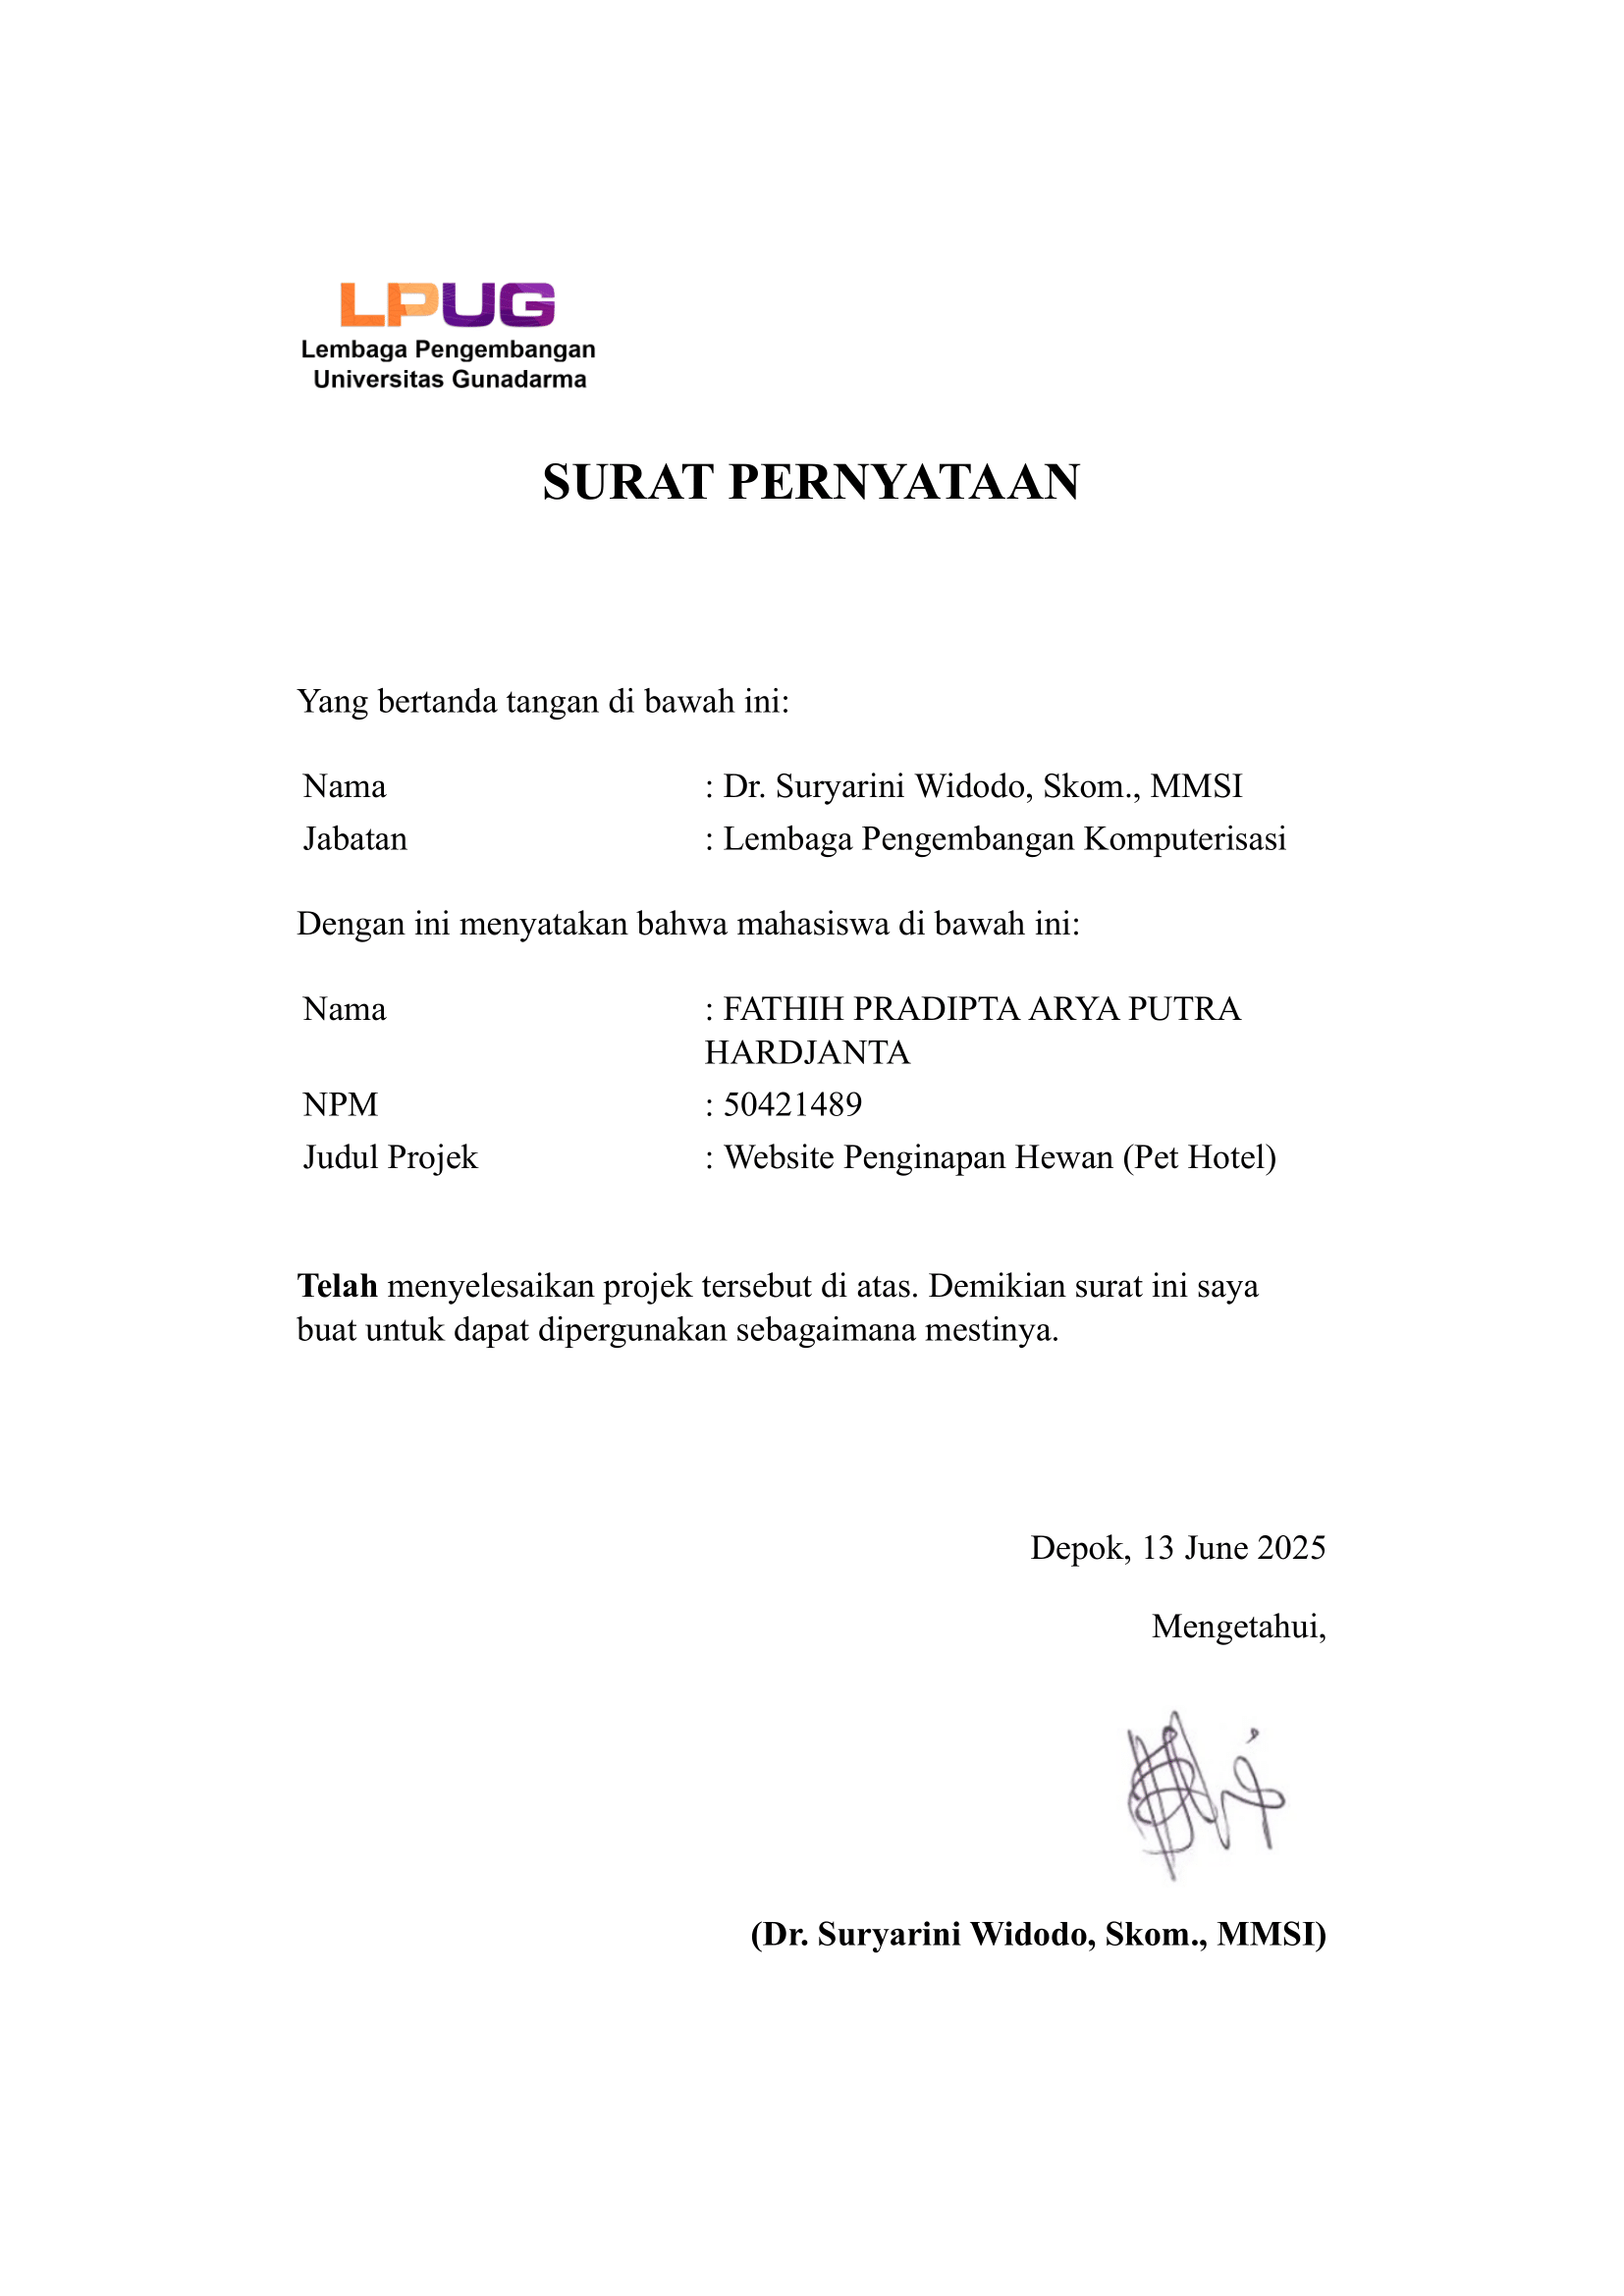 LPUG
Lembaga Pengembangan
Universitas Gunadarma
SURAT PERNYATAAN
Yang bertanda tangan di bawah ini:
Nama : Dr. Suryarini Widodo, Skom., MMSI
Jabatan : Lembaga Pengembangan Komputerisasi
Dengan ini menyatakan bahwa mahasiswa di bawah ini:
Nama : FATHIH PRADIPTA ARYA PUTRA
HARDJANTA
NPM : 50421489
Judul Projek : Website Penginapan Hewan (Pet Hotel)
Telah menyelesaikan projek tersebut di atas. Demikian surat ini saya
buat untuk dapat dipergunakan sebagaimana mestinya.
Depok, 13 June 2025
Mengetahui,
(Dr. Suryarini Widodo, Skom., MMSI)